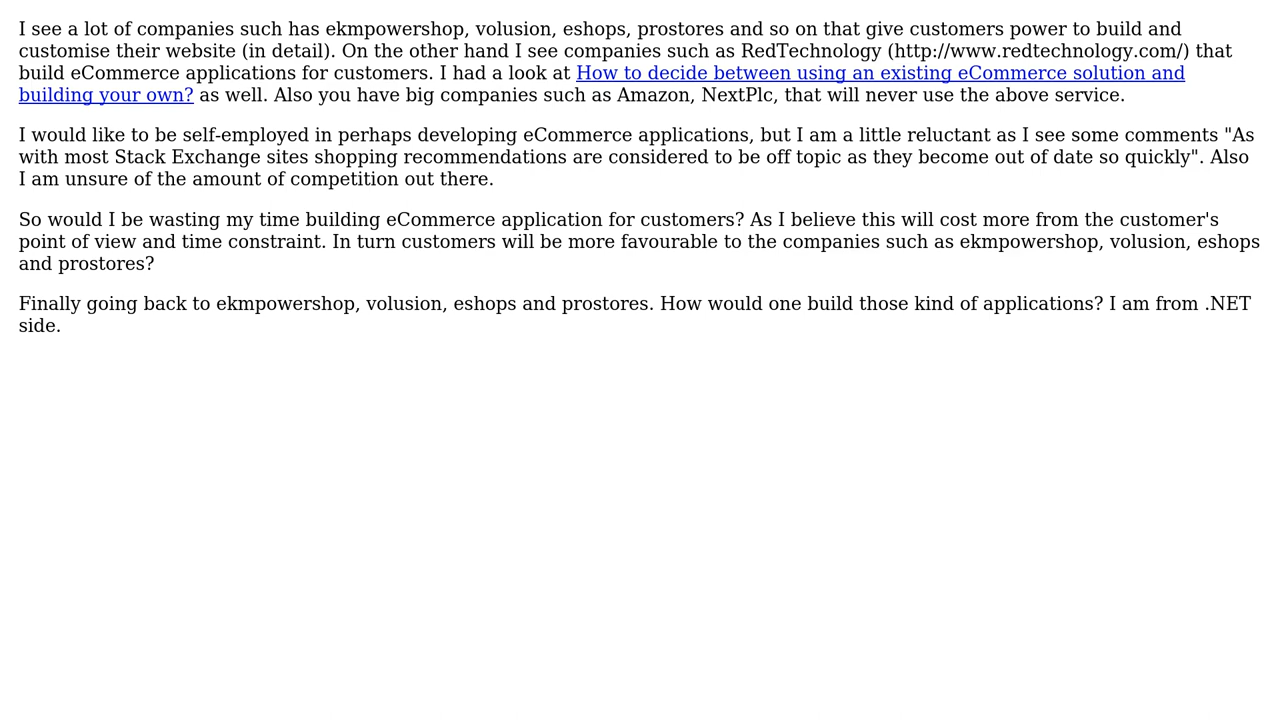 I see a lot of companies such has ekmpowershop, volusion, eshops, prostores and so on that give customers power to build and
customise their website (in detail). On the other hand I see companies such as RedTechnology (http://www.redtechnology.com/) that
build eCommerce applications for customers. I had a look at How to decide between using an existing eCommerce solution and
building your own? as well. Also you have big companies such as Amazon, NextPlc, that will never use the above service.
I would like to be self-employed in perhaps developing eCommerce applications, but I am a little reluctant as I see some comments "As
with most Stack Exchange sites shopping recommendations are considered to be off topic as they become out of date so quickly". Also
I am unsure of the amount of competition out there.
So would I be wasting my time building eCommerce application for customers? As I believe this will cost more from the customer's
point of view and time constraint. In turn customers will be more favourable to the companies such as ekmpowershop, volusion, eshops
and prostores?
Finally going back to ekmpowershop, volusion, eshops and prostores. How would one build those kind of applications? I am from .NET
side.